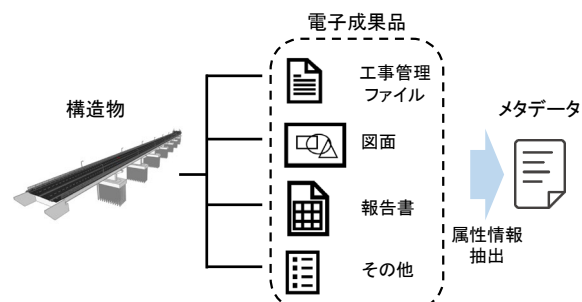 電子成果品
構造物
工事管理
ファイル
図面
報告書
その他
メタデータ
属性情報
抽出